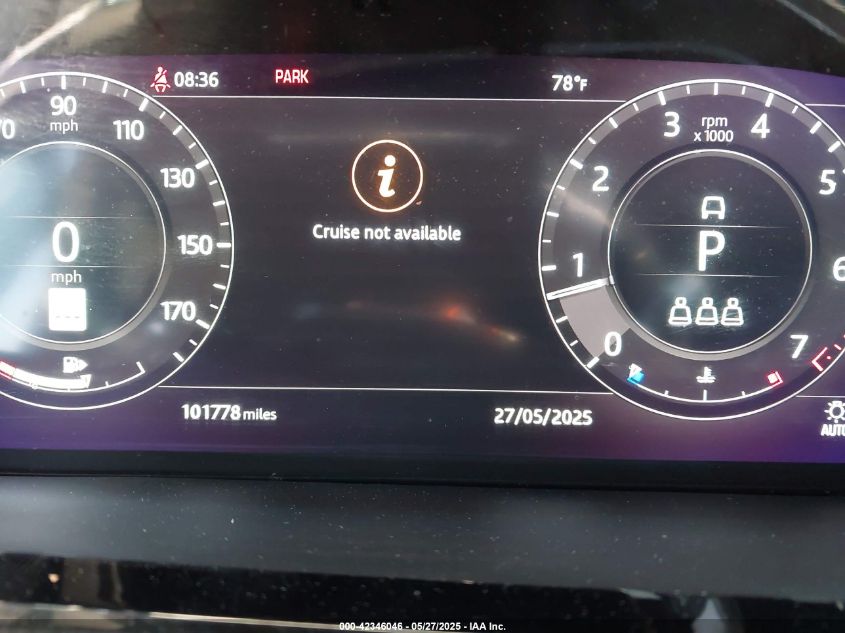 08:36 PARK 78°F
90
mph
70 110
130
150
170
0
mph
Cruise not available
rpm
x 1000
3 4
2 5
1 6
0 7
P
101778 miles 27/05/2025
AUTO
000-42346046 - 05/27/2025 - IAA Inc.